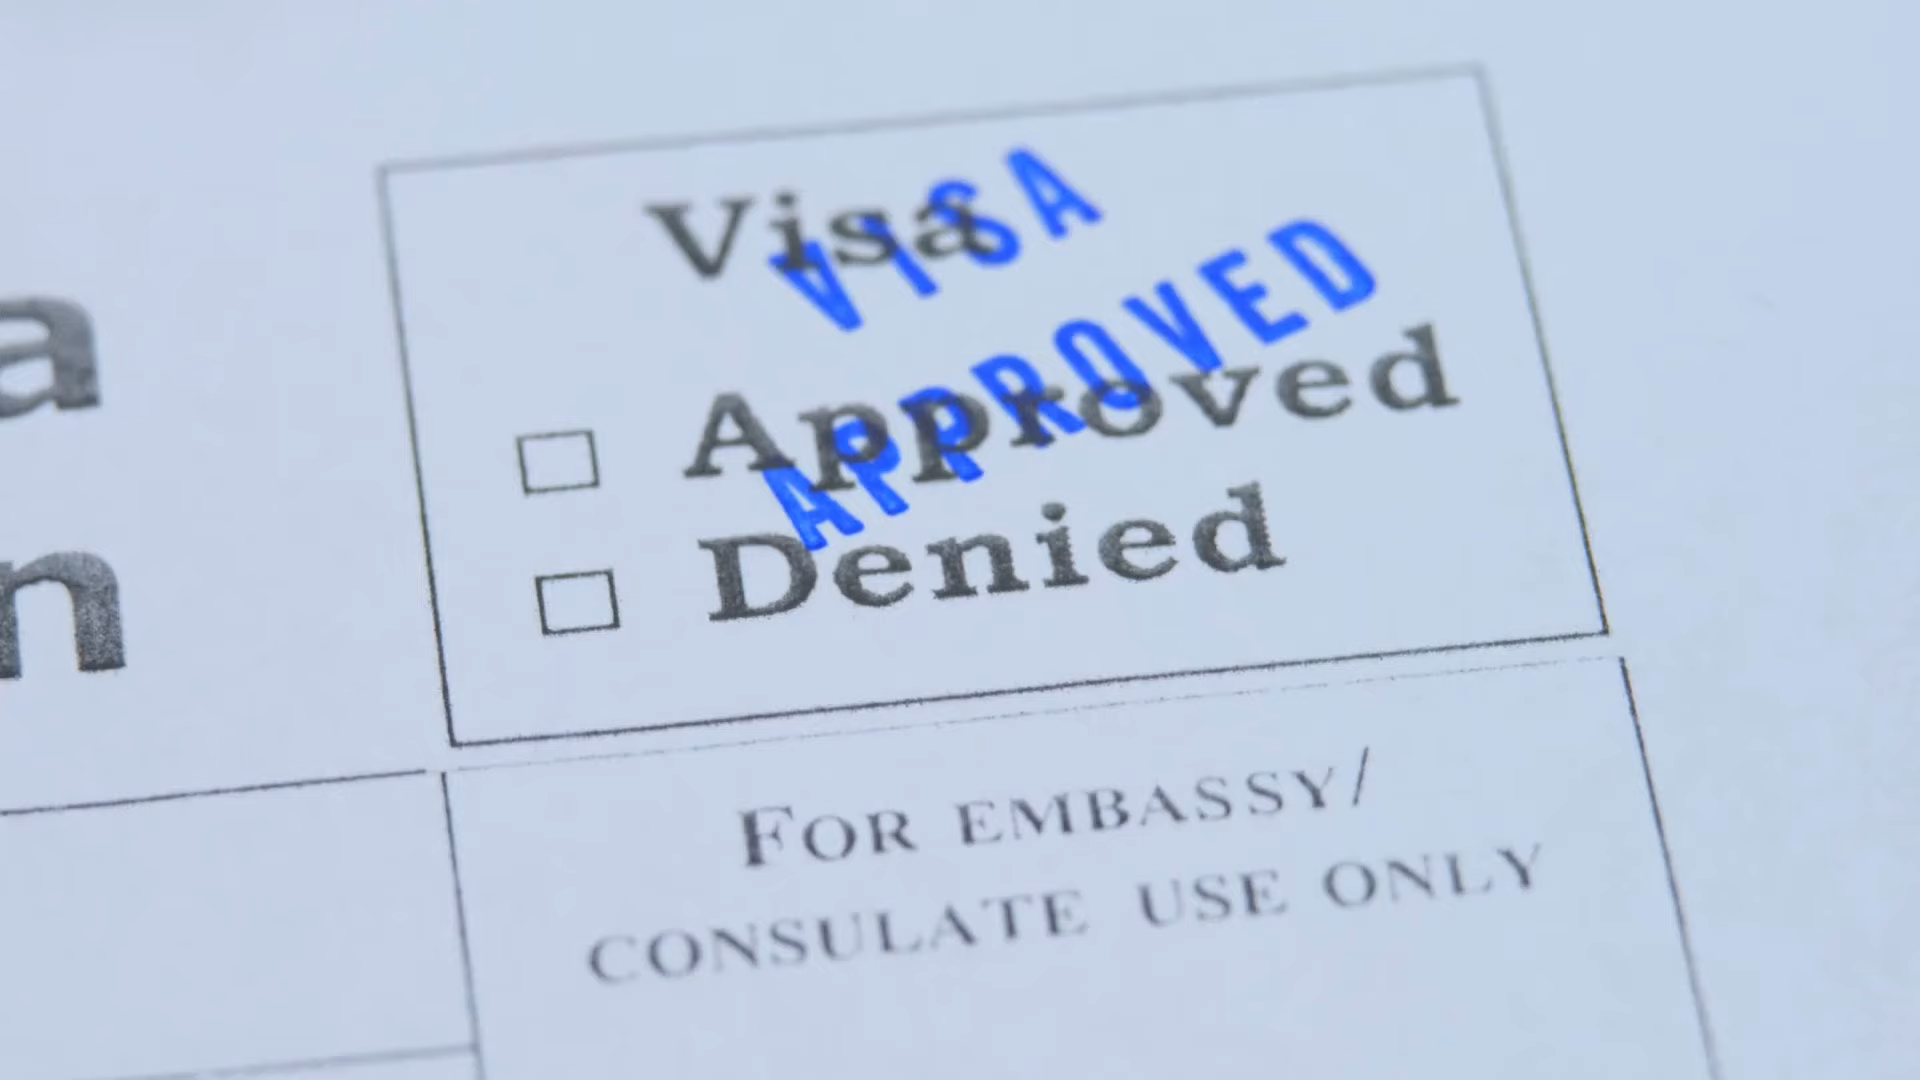 a
n
Visa
VISA
Approved
APPROVED
Denied
FOR EMBASSY/
CONSULATE USE ONLY